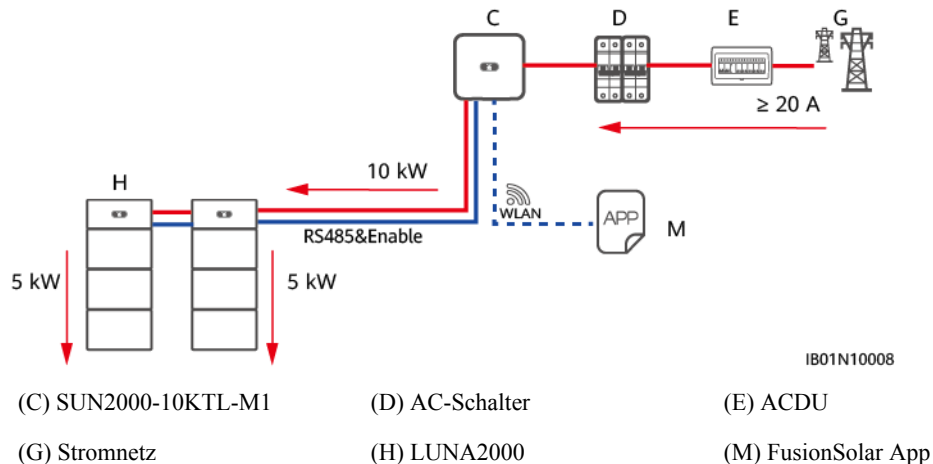 C D E G
≥ 20 A
10 kW
H
WLAN
APP
M
RS485&Enable
5 kW 5 kW
IB01N10008
(C) SUN2000-10KTL-M1 (D) AC-Schalter (E) ACDU
(G) Stromnetz (H) LUNA2000 (M) FusionSolar App